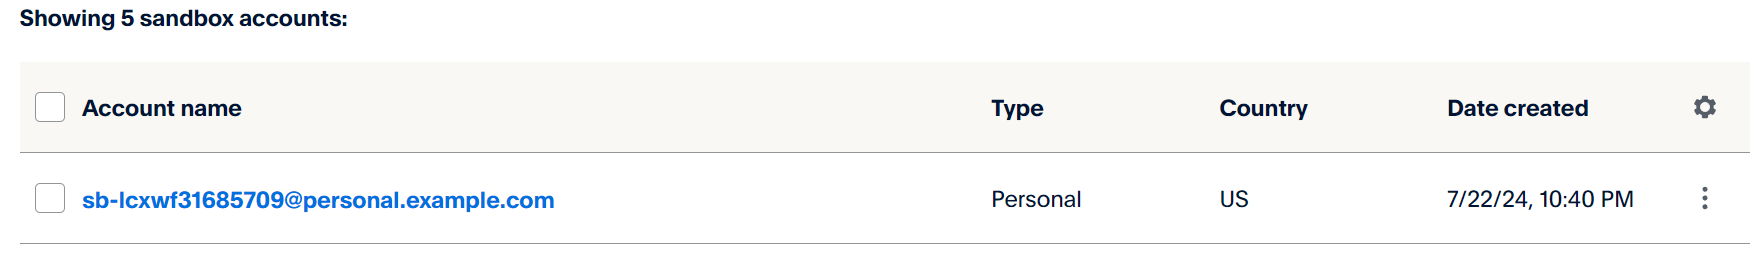 Showing 5 sandbox accounts:
Account name Type Country Date created
sb-lcxwf31685709@personal.example.com Personal US 7/22/24, 10:40 PM